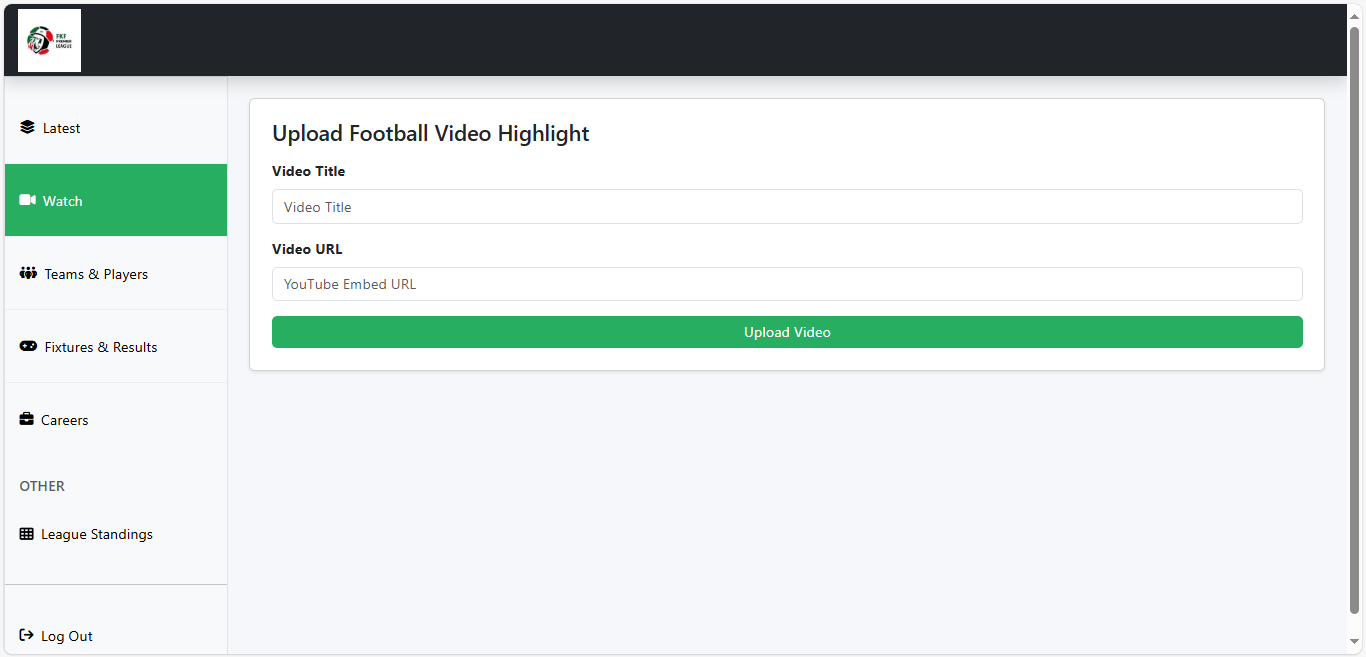 FKF
PREMIER
LEAGUE
Latest
Watch
Teams & Players
Fixtures & Results
Careers
OTHER
League Standings
Log Out
Upload Football Video Highlight
Video Title
Video Title
Video URL
YouTube Embed URL
Upload Video